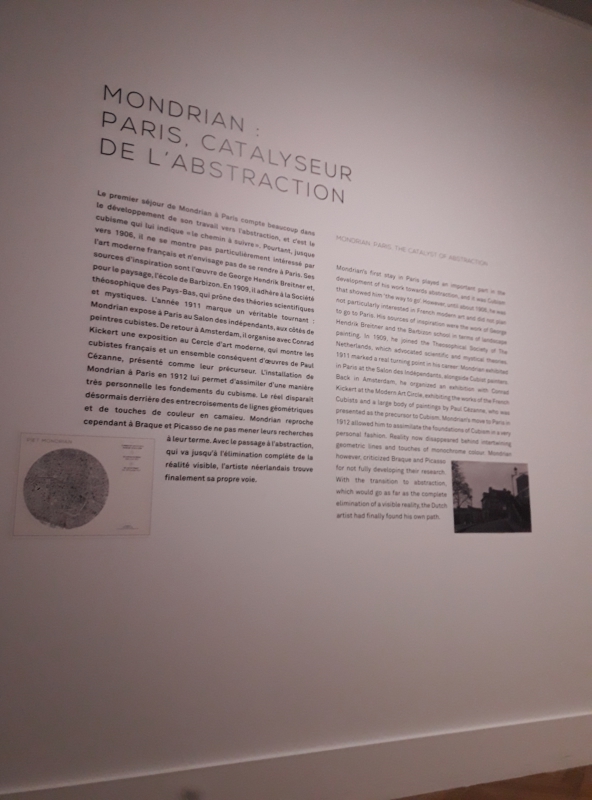 MONDRIAN :
PARIS, CATALYSEUR
DE L'ABSTRACTION
Le premier séjour de Mondrian à Paris compte beaucoup dans
le développement de son travail vers l'abstraction, et c'est le
cubisme qui lui indique « le chemin à suivre ». Pourtant, jusque
vers 1906, il ne se montre pas particulièrement intéressé par
l'art moderne français et n'envisage pas de se rendre à Paris. Ses
sources d'inspiration sont l'œuvre de George Hendrik Breitner et,
pour le paysage, l'école de Barbizon. En 1909, il adhère à la Société
théosophique des Pays-Bas, qui prône des théories scientifiques
et mystiques. L'année 1911 marque un véritable tournant :
Mondrian expose à Paris au Salon des indépendants, aux côtés de
peintres cubistes. De retour à Amsterdam, il organise avec Conrad
Kickert une exposition au Cercle d'art moderne, qui montre les
cubistes français et un ensemble conséquent d'œuvres de Paul
Cézanne, présenté comme leur précurseur. L'installation de
Mondrian à Paris en 1912 lui permet d'assimiler d'une manière
très personnelle les fondements du cubisme. Le réel disparaît
désormais derrière des entrecroisements de lignes géométriques
et de touches de couleur en camaïeu. Mondrian reproche
cependant à Braque et Picasso de ne pas mener leurs recherches
à leur terme. Avec le passage à l'abstraction,
qui va jusqu'à l'élimination complète de la
réalité visible, l'artiste néerlandais trouve
finalement sa propre voie.
MONDRIAN: PARIS, THE CATALYST OF ABSTRACTION
Mondrian's first stay in Paris played an important part in the
development of his work towards abstraction, and it was Cubism
that showed him 'the way to go'. However, until about 1906, he was
not particularly interested in French modern art and did not plan
to go to Paris. His sources of inspiration were the work of George
Hendrik Breitner and the Barbizon school in terms of landscape
painting. In 1909, he joined the Theosophical Society of The
Netherlands, which advocated scientific and mystical theories.
1911 marked a real turning point in his career: Mondrian exhibited
in Paris at the Salon des Indépendants, alongside Cubist painters.
Back in Amsterdam, he organized an exhibition with Conrad
Kickert at the Modern Art Circle, exhibiting the works of the French
Cubists and a large body of paintings by Paul Cézanne, who was
presented as the precursor to Cubism. Mondrian's move to Paris in
1912 allowed him to assimilate the foundations of Cubism in a very
personal fashion. Reality now disappeared behind intertwining
geometric lines and touches of monochrome colour. Mondrian
however, criticized Braque and Picasso
for not fully developing their research.
With the transition to abstraction,
which would go as far as the complete
elimination of a visible reality, the Dutch
artist had finally found his own path.
PIET MONDRIAN